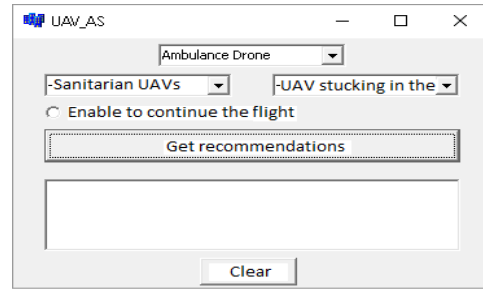 UAV_AS
Ambulance Drone
-Sanitarian UAVs -UAV stucking in the
Enable to continue the flight
Get recommendations
Clear